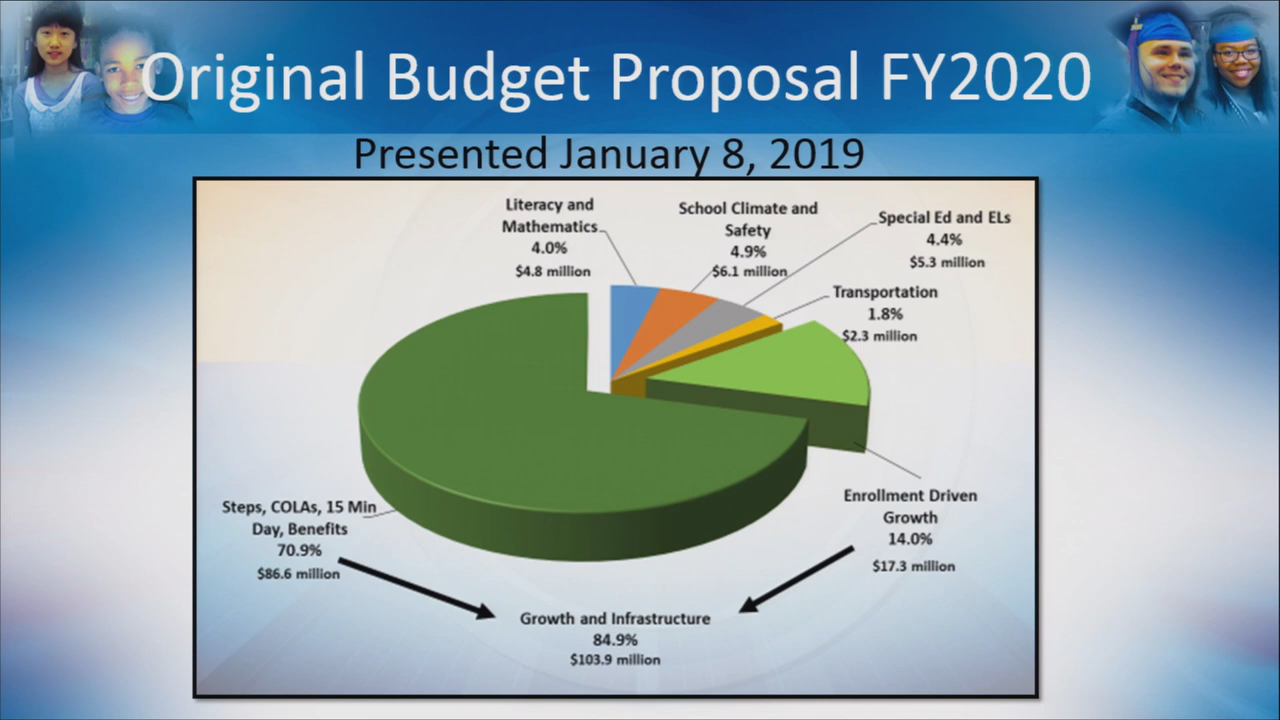 Original Budget Proposal FY2020
Presented January 8, 2019
Literacy and
Mathematics
4.0%
$4.8 million
School Climate and
Safety
4.9%
$6.1 million
Special Ed and ELs
4.4%
$5.3 million
Transportation
1.8%
$2.3 million
Enrollment Driven
Growth
14.0%
$17.3 million
Steps, COLAs, 15 Min
Day, Benefits
70.9%
$86.6 million
Growth and Infrastructure
84.9%
$103.9 million